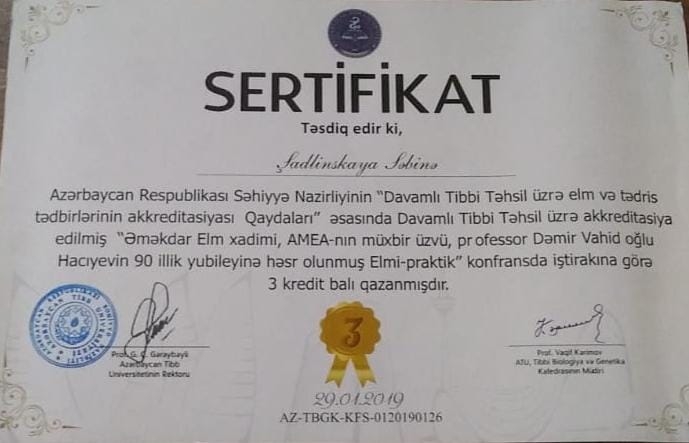 SERTİFİKAT
Təsdiq edir ki,
Şadlinskaya Səbinə
Azərbaycan Respublikası Səhiyyə Nazirliyinin “Davamlı Tibbi Təhsil üzrə elm və tədris
tədbirlərinin akkreditasiyası Qaydaları” əsasında Davamlı Tibbi Təhsil üzrə akkreditasiya
edilmiş “Əməkdar Elm xadimi, AMEA-nın müxbir üzvü, professor Dəmir Vahid oğlu
Hacıyevin 90 illik yubileyinə həsr olunmuş Elmi-praktik” konfransda iştirakına görə
3 kredit balı qazanmışdır.
3
Prof. G. Ç. Garaybəyli
Azərbaycan Tibb
Universitetinin Rektoru
Prof. Vaqif Kərimov
ATU, Tibbi Biologiya və Genetika
Kafedrasının Müdiri
29.01.2019
AZ-TBGK-KFS-0120190126